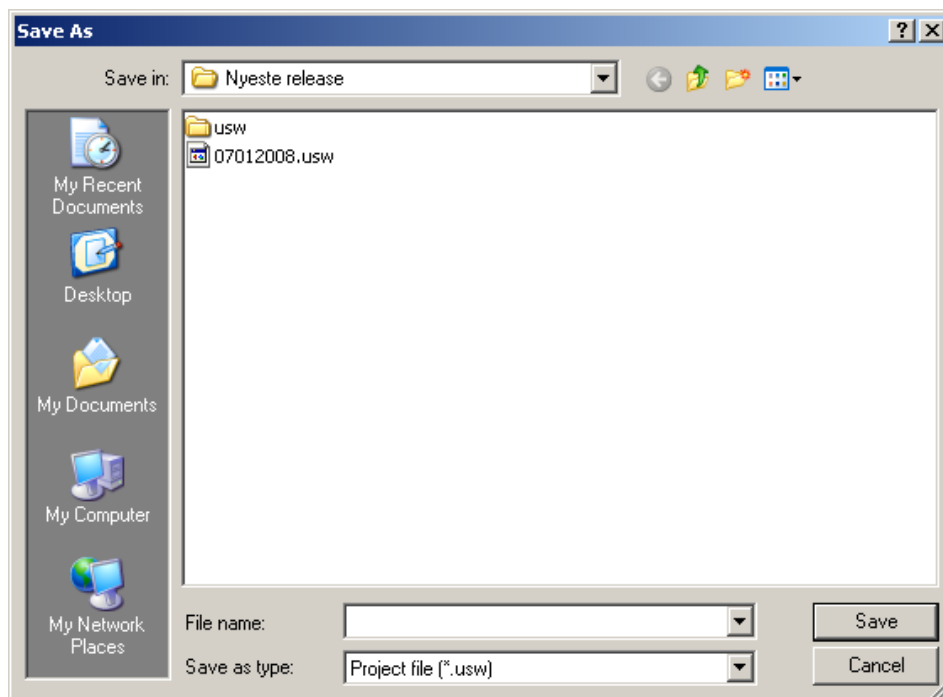 Save As
Save in:
Nyeste release
usw
07012008.usw
My Recent
Documents
Desktop
My Documents
My Computer
My Network
Places
File name:
Save
Save as type:
Project file (*.usw)
Cancel